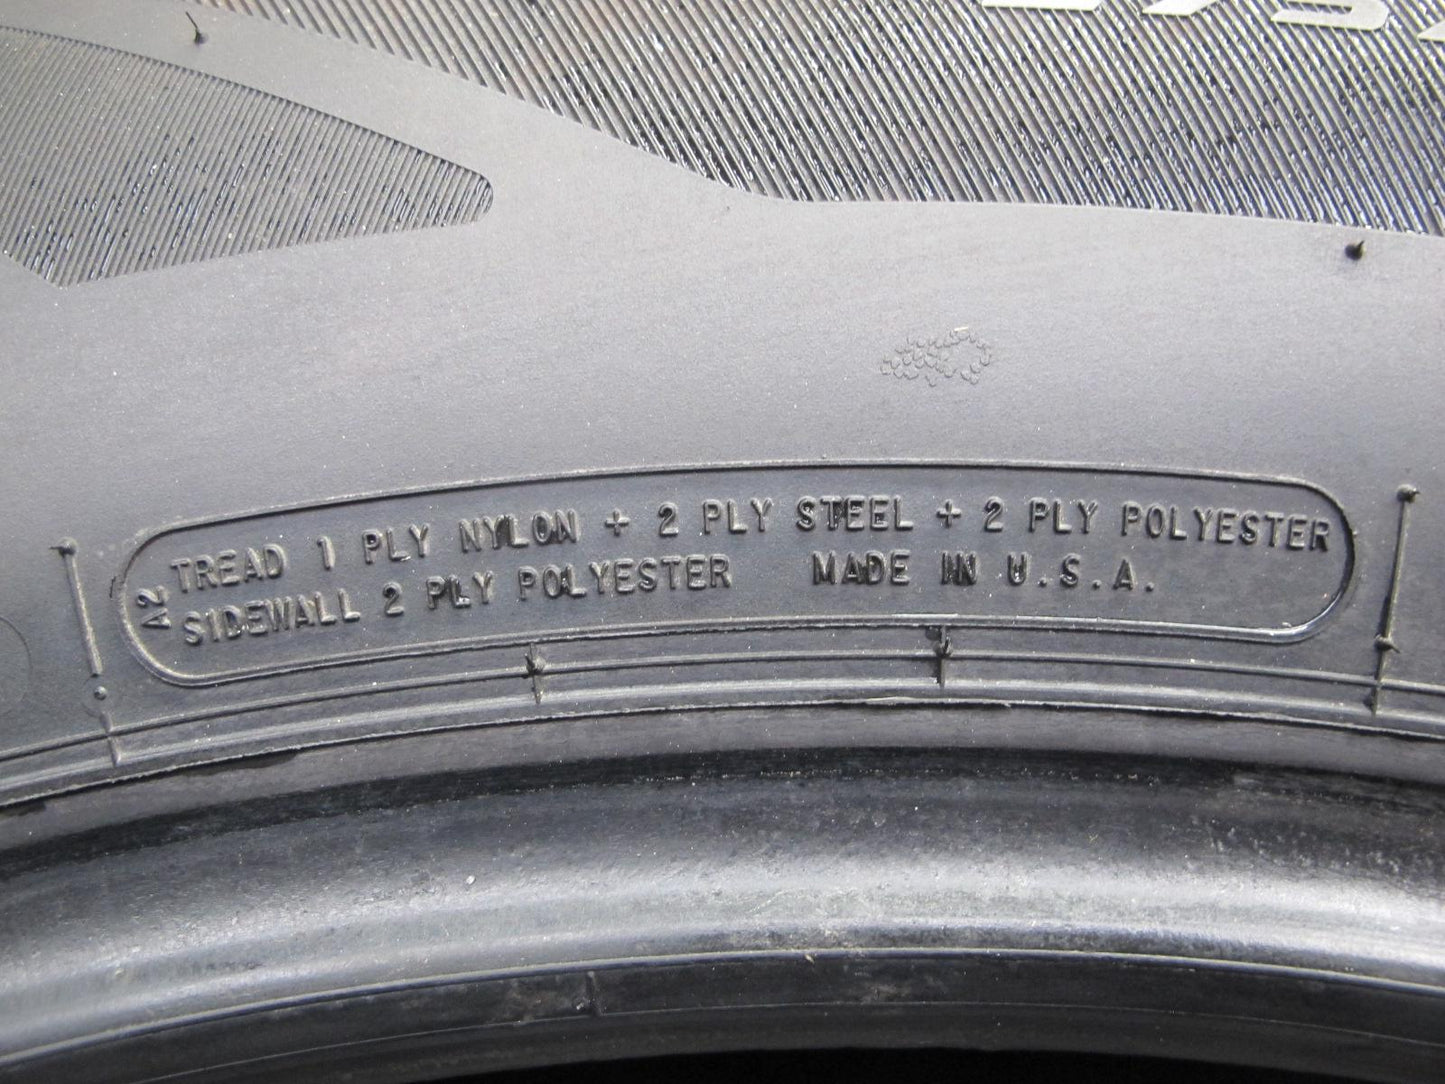 A2
TREAD 1 PLY NYLON + 2 PLY STEEL + 2 PLY POLYESTER
SIDEWALL 2 PLY POLYESTER MADE IN U.S.A.